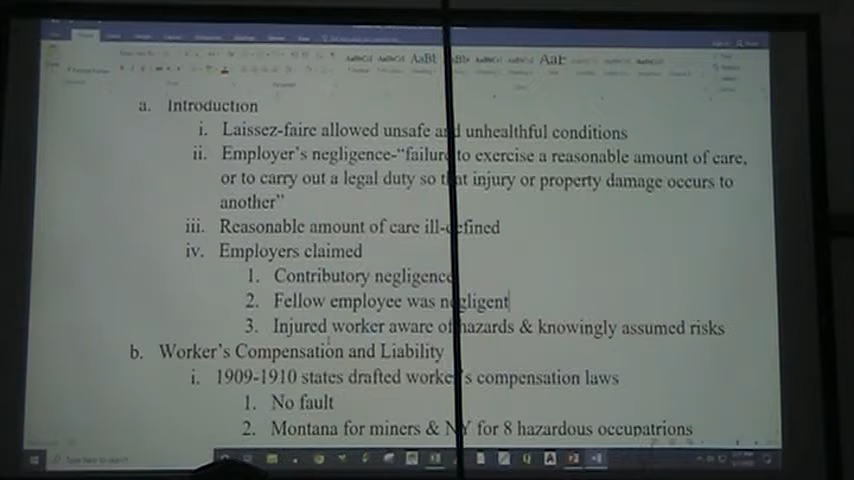 a. Introduction
i. Laissez-faire allowed unsafe and unhealthful conditions
ii. Employer's negligence-“failure to exercise a reasonable amount of care,
or to carry out a legal duty so that injury or property damage occurs to
another”
iii. Reasonable amount of care ill-defined
iv. Employers claimed
1. Contributory negligence
2. Fellow employee was negligent
3. Injured worker aware of hazards & knowingly assumed risks
b. Worker's Compensation and Liability
i. 1909-1910 states drafted worker's compensation laws
1. No fault
2. Montana for miners & NY for 8 hazardous occupatrions